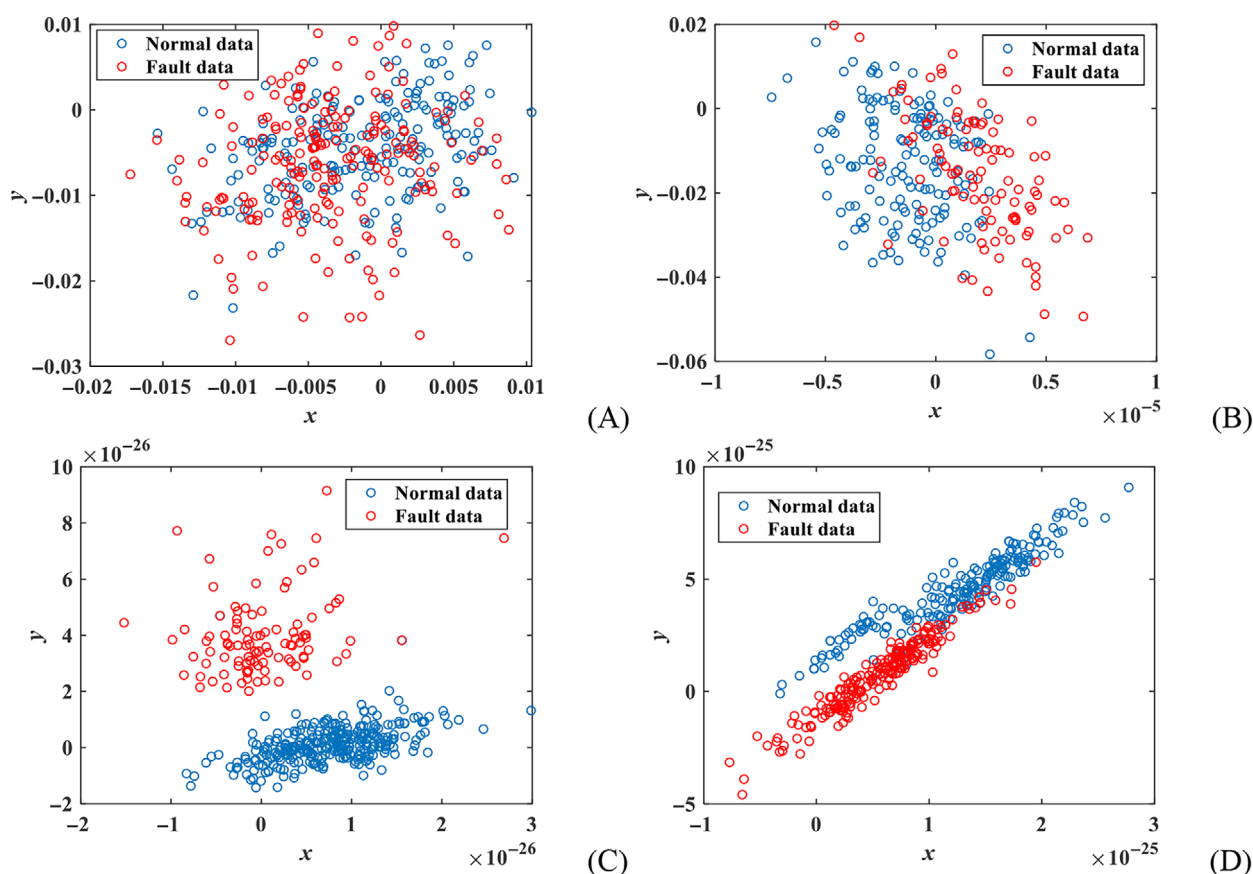 0.01
0
−0.01
−0.02
−0.03
y
Normal data
Fault data
−0.02
−0.015
−0.01
−0.005
0
0.005
0.01
x
(A)
0.02
0
−0.02
−0.04
−0.06
y
Normal data
Fault data
−1
−0.5
0
0.5
1
x
×10−5
(B)
×10−26
10
8
6
4
2
0
−2
y
Normal data
Fault data
−2
−1
0
1
2
3
x
×10−26
(C)
×10−25
10
5
0
−5
y
Normal data
Fault data
−1
0
1
2
3
x
×10−25
(D)